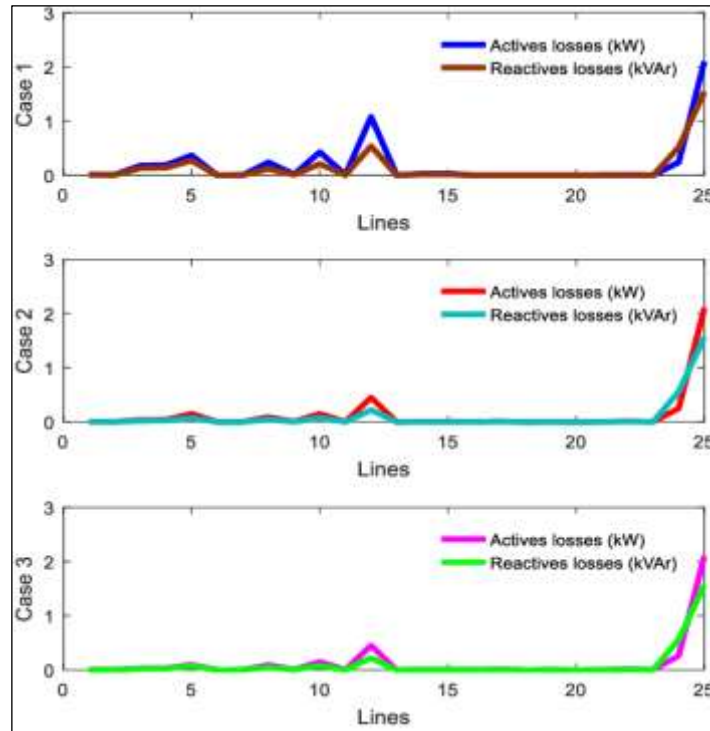 3
2
1
0
Case 1
Actives losses (kW)
Reactives losses (kVAr)
0 5 10 15 20 25
Lines
3
2
1
0
Case 2
Actives losses (kW)
Reactives losses (kVAr)
0 5 10 15 20 25
Lines
3
2
1
0
Case 3
Actives losses (kW)
Reactives losses (kVAr)
0 5 10 15 20 25
Lines